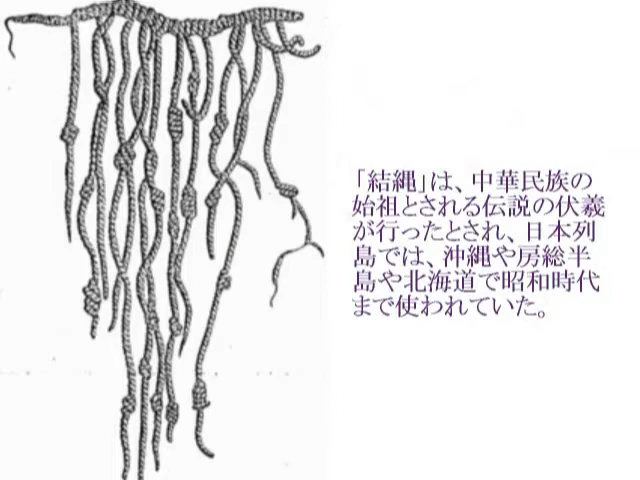 「結縄」は、中華民族の
始祖とされる伝説の伏羲
が行ったとされ、日本列
島では、沖縄や房総半
島や北海道で昭和時代
まで使われていた。